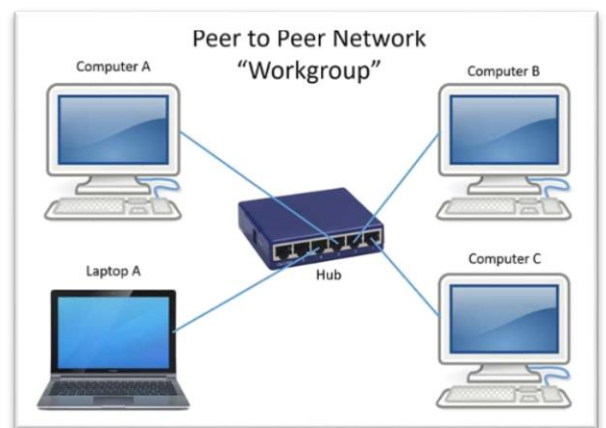 Peer to Peer Network
“Workgroup”
Computer A
Computer B
Hub
Laptop A
Computer C